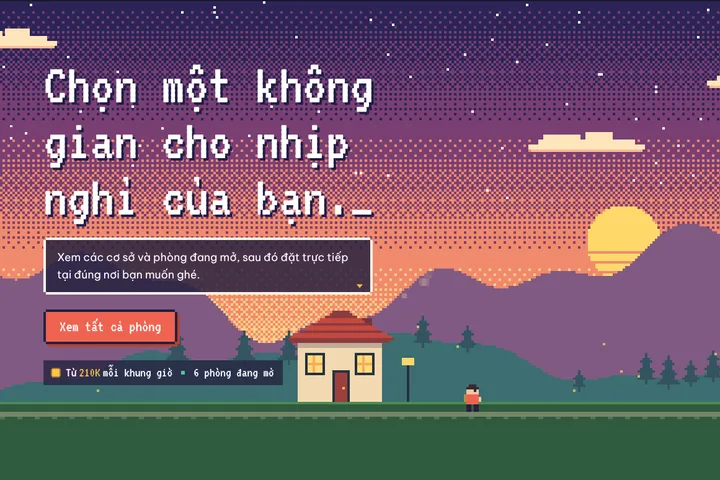 Chọn một không
gian cho nhịp
nghỉ của bạn._
Xem các cơ sở và phòng đang mở, sau đó đặt trực tiếp
tại đúng nơi bạn muốn ghé.
Xem tất cả phòng
Từ 210K mỗi khung giờ 6 phòng đang mở